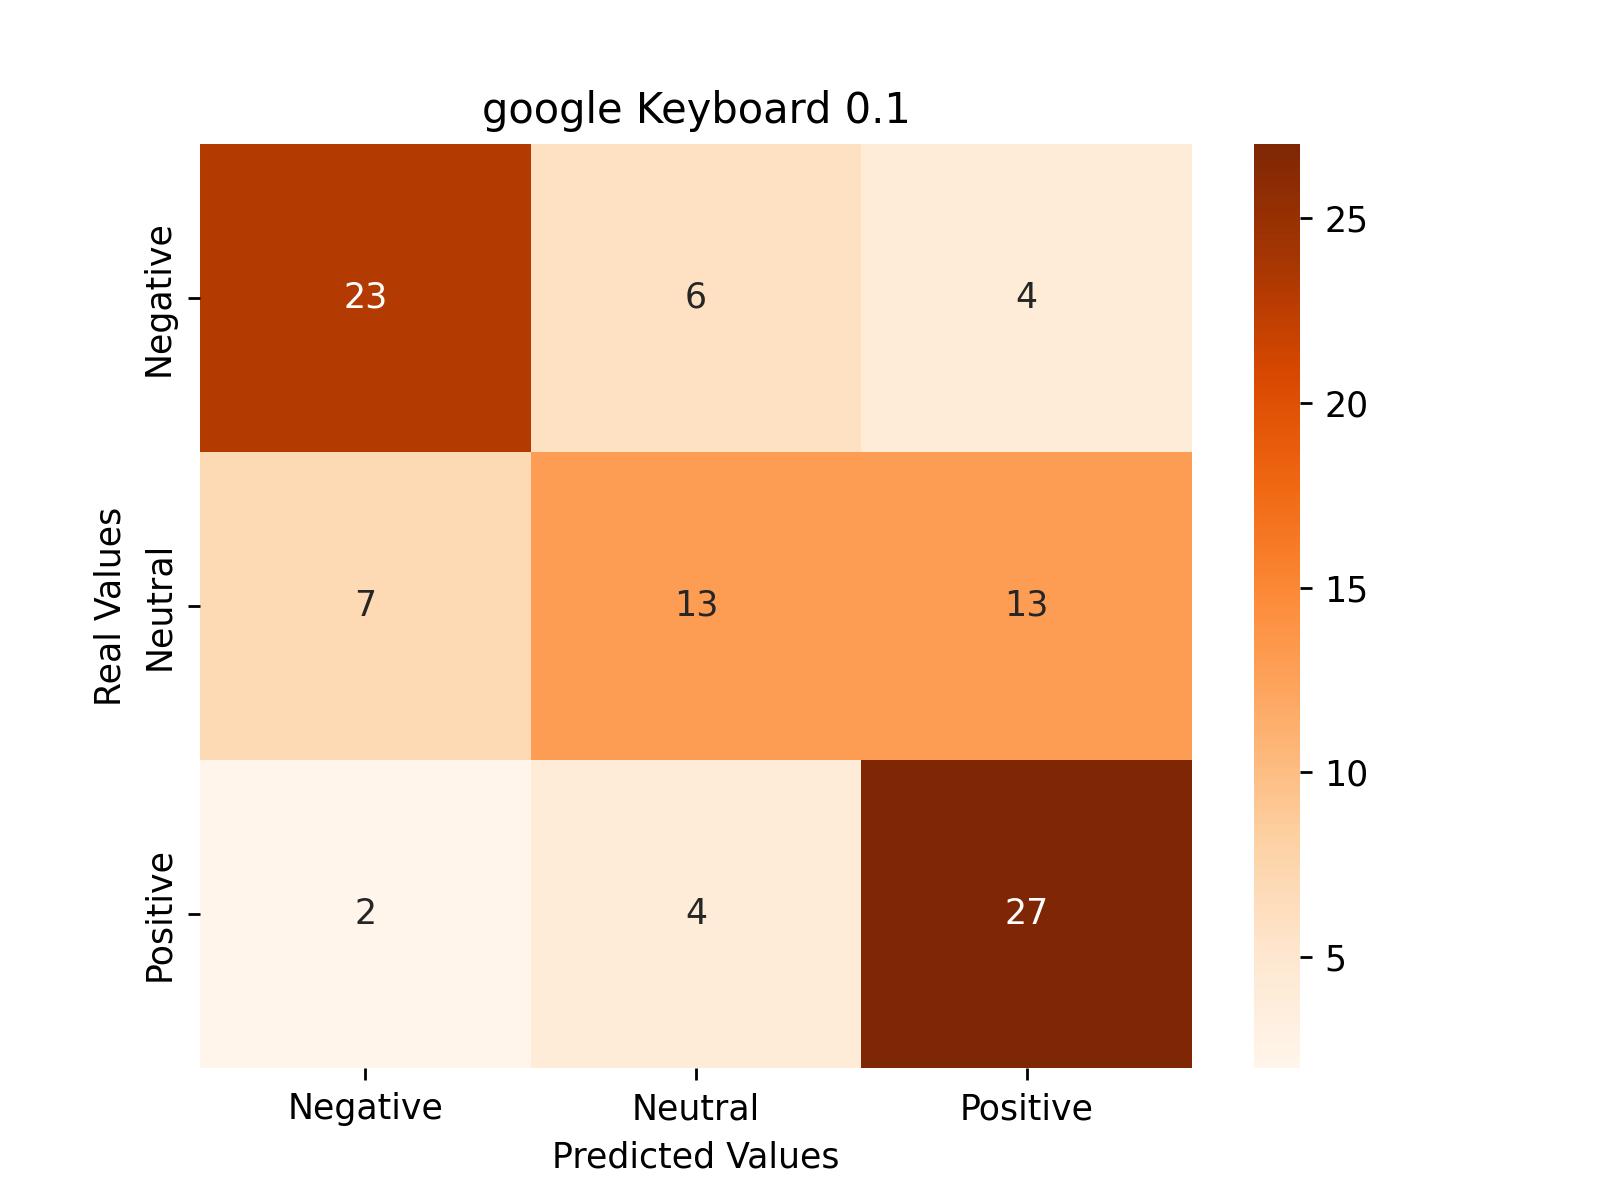 google Keyboard 0.1
Real Values
Negative
23 6 4
Neutral
7 13 13
Positive
2 4 27
Negative Neutral Positive
Predicted Values
25
20
15
10
5